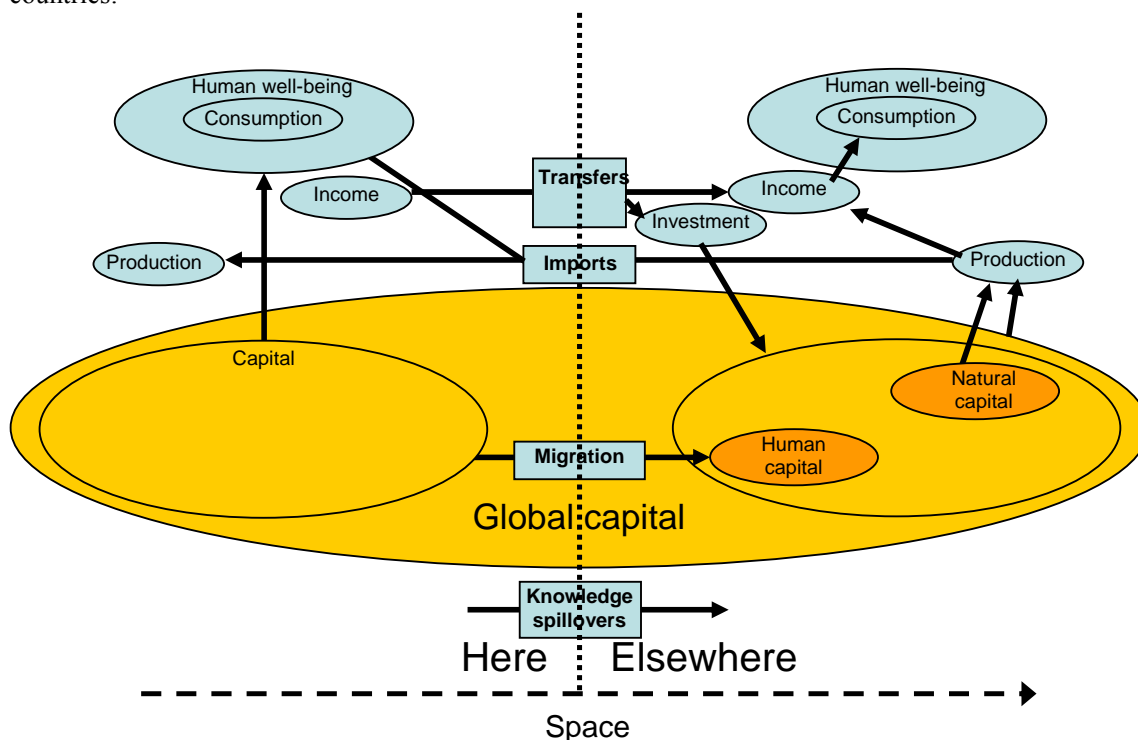 countries.
Human well-being
Consumption
Human well-being
Consumption
Income
Transfers
Income
Investment
Production
Imports
Production
Capital
Natural
capital
Migration
Human
capital
Global capital
Knowledge
spillovers
Here
Elsewhere
Space